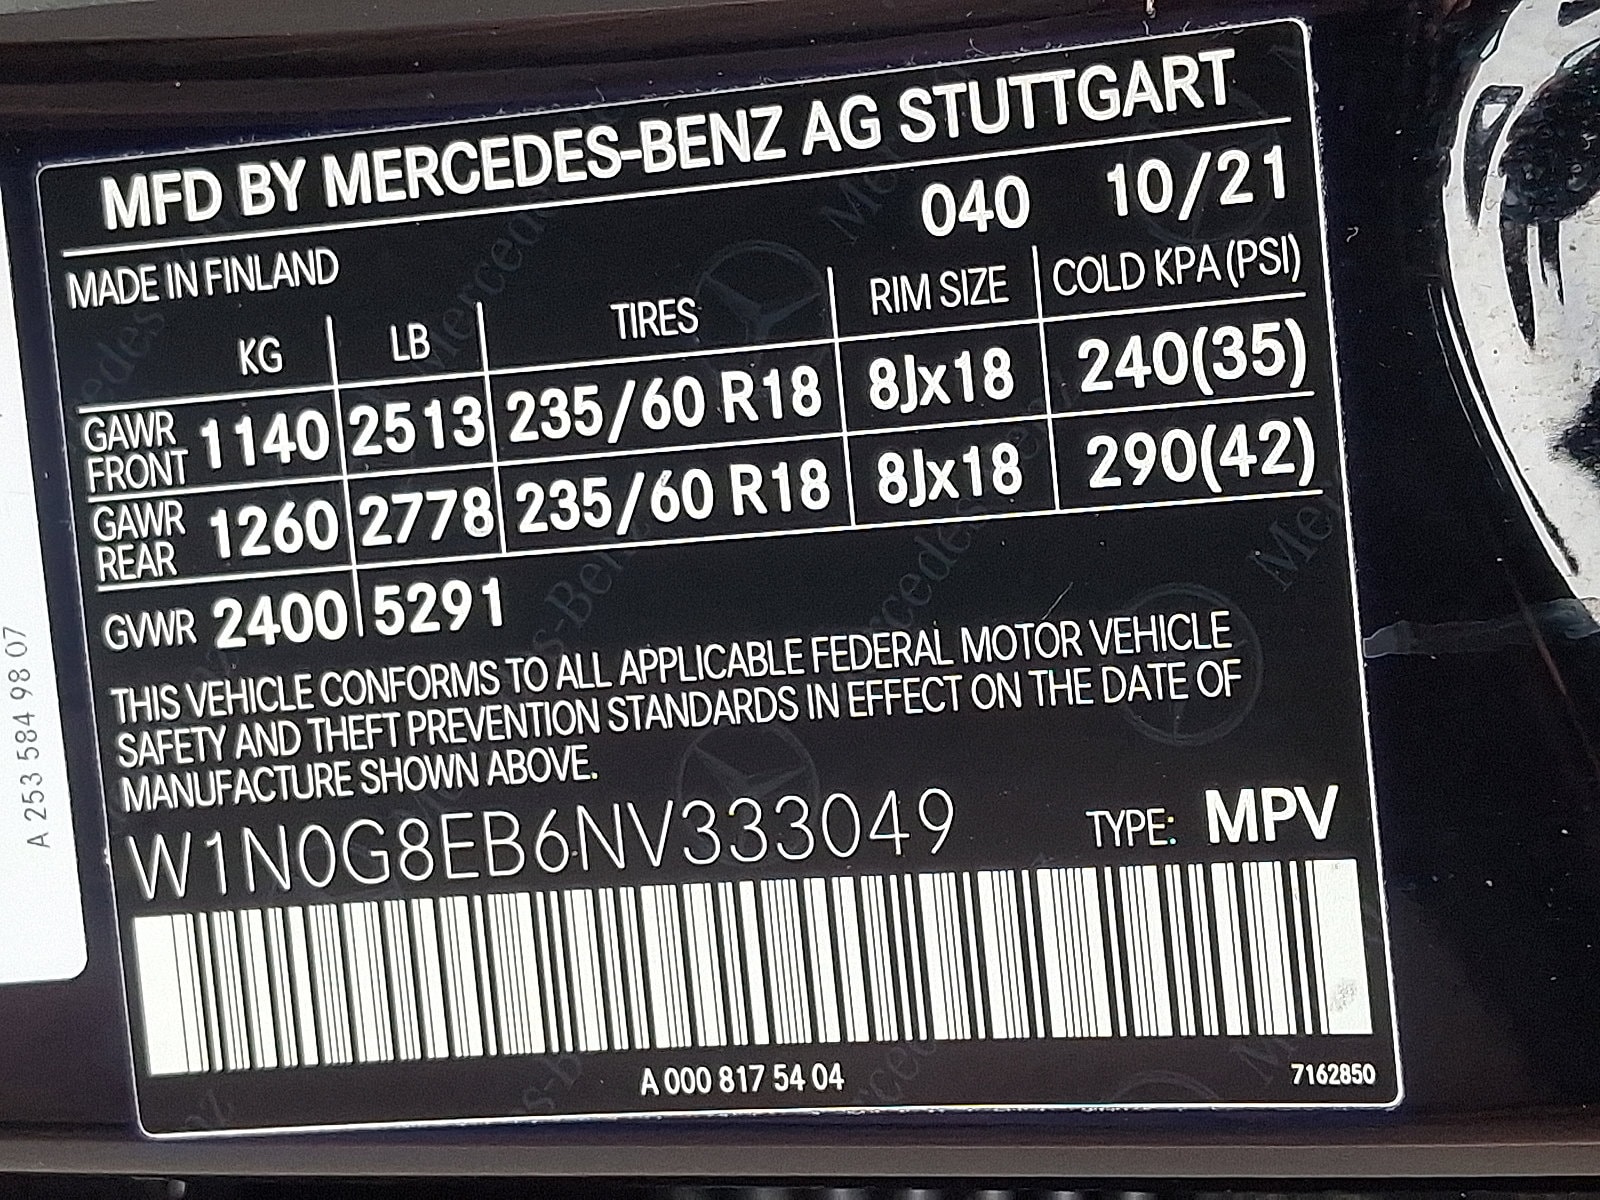 MFD BY MERCEDES-BENZ AG STUTTGART
040 10/21
MADE IN FINLAND
KG LB TIRES RIM SIZE COLD KPA (PSI)
GAWR FRONT 1140 2513 235/60 R18 8Jx18 240(35)
GAWR REAR 1260 2778 235/60 R18 8Jx18 290(42)
GVWR 2400 5291
THIS VEHICLE CONFORMS TO ALL APPLICABLE FEDERAL MOTOR VEHICLE
SAFETY AND THEFT PREVENTION STANDARDS IN EFFECT ON THE DATE OF
MANUFACTURE SHOWN ABOVE.
W1N0G8EB6NV333049 TYPE: MPV
A 000 817 54 04 7162850
A 253 584 98 07